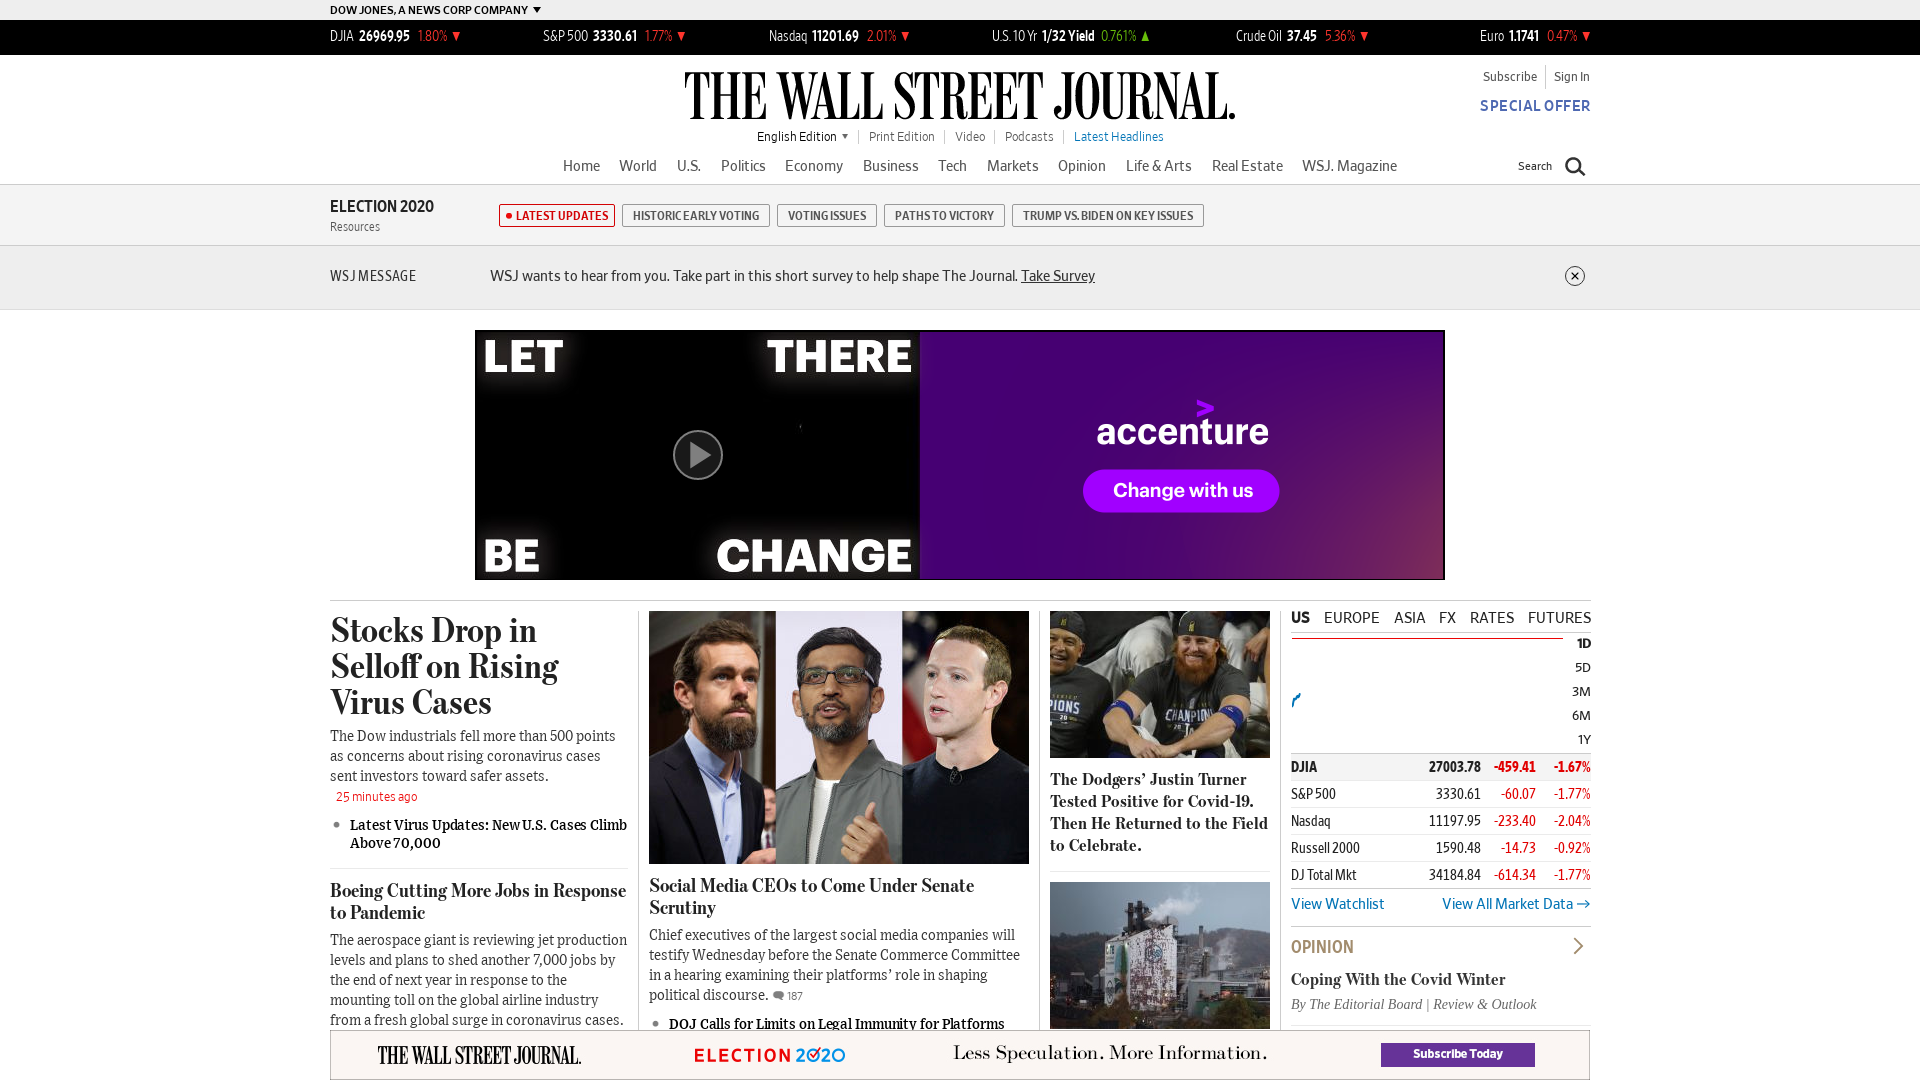 DOW JONES, A NEWS CORP COMPANY
DJIA 26969.95 1.80%
S&P 500 3330.61 1.77%
Nasdaq 11201.69 2.01%
U.S. 10 Yr 1/32 Yield 0.761%
Crude Oil 37.45 5.36%
Euro 1.1741 0.47%
THE WALL STREET JOURNAL.
Subscribe Sign In
SPECIAL OFFER
English Edition Print Edition Video Podcasts Latest Headlines
Home World U.S. Politics Economy Business Tech Markets Opinion Life & Arts Real Estate WSJ. Magazine
Search
ELECTION 2020
Resources
LATEST UPDATES HISTORIC EARLY VOTING VOTING ISSUES PATHS TO VICTORY TRUMP VS. BIDEN ON KEY ISSUES
WSJ MESSAGE
WSJ wants to hear from you. Take part in this short survey to help shape The Journal. Take Survey
LET THERE
BE CHANGE
accenture
Change with us
Stocks Drop in
Selloff on Rising
Virus Cases
The Dow industrials fell more than 500 points
as concerns about rising coronavirus cases
sent investors toward safer assets.
25 minutes ago
Latest Virus Updates: New U.S. Cases Climb
Above 70,000
Boeing Cutting More Jobs in Response
to Pandemic
The aerospace giant is reviewing jet production
levels and plans to shed another 7,000 jobs by
the end of next year in response to the
mounting toll on the global airline industry
from a fresh global surge in coronavirus cases.
Social Media CEOs to Come Under Senate
Scrutiny
Chief executives of the largest social media companies will
testify Wednesday before the Senate Commerce Committee
in a hearing examining their platforms’ role in shaping
political discourse. 187
DOJ Calls for Limits on Legal Immunity for Platforms
The Dodgers’ Justin Turner
Tested Positive for Covid-19.
Then He Returned to the Field
to Celebrate.
US EUROPE ASIA FX RATES FUTURES
1D
5D
3M
6M
1Y
DJIA 27003.78 -459.41 -1.67%
S&P 500 3330.61 -60.07 -1.77%
Nasdaq 11197.95 -233.40 -2.04%
Russell 2000 1590.48 -14.73 -0.92%
DJ Total Mkt 34184.84 -614.34 -1.77%
View Watchlist View All Market Data
OPINION
Coping With the Covid Winter
By The Editorial Board | Review & Outlook
THE WALL STREET JOURNAL.
ELECTION 2020
Less Speculation. More Information.
Subscribe Today